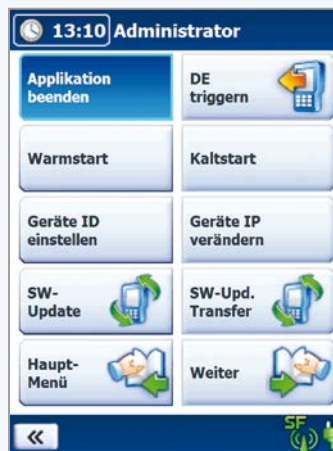 13:10 Administrator
Applikation
beenden
DE
triggern
Warmstart
Kaltstart
Geräte ID
einstellen
Geräte IP
verändern
SW-
Update
SW-Upd.
Transfer
Haupt-
Menü
Weiter
«
SF